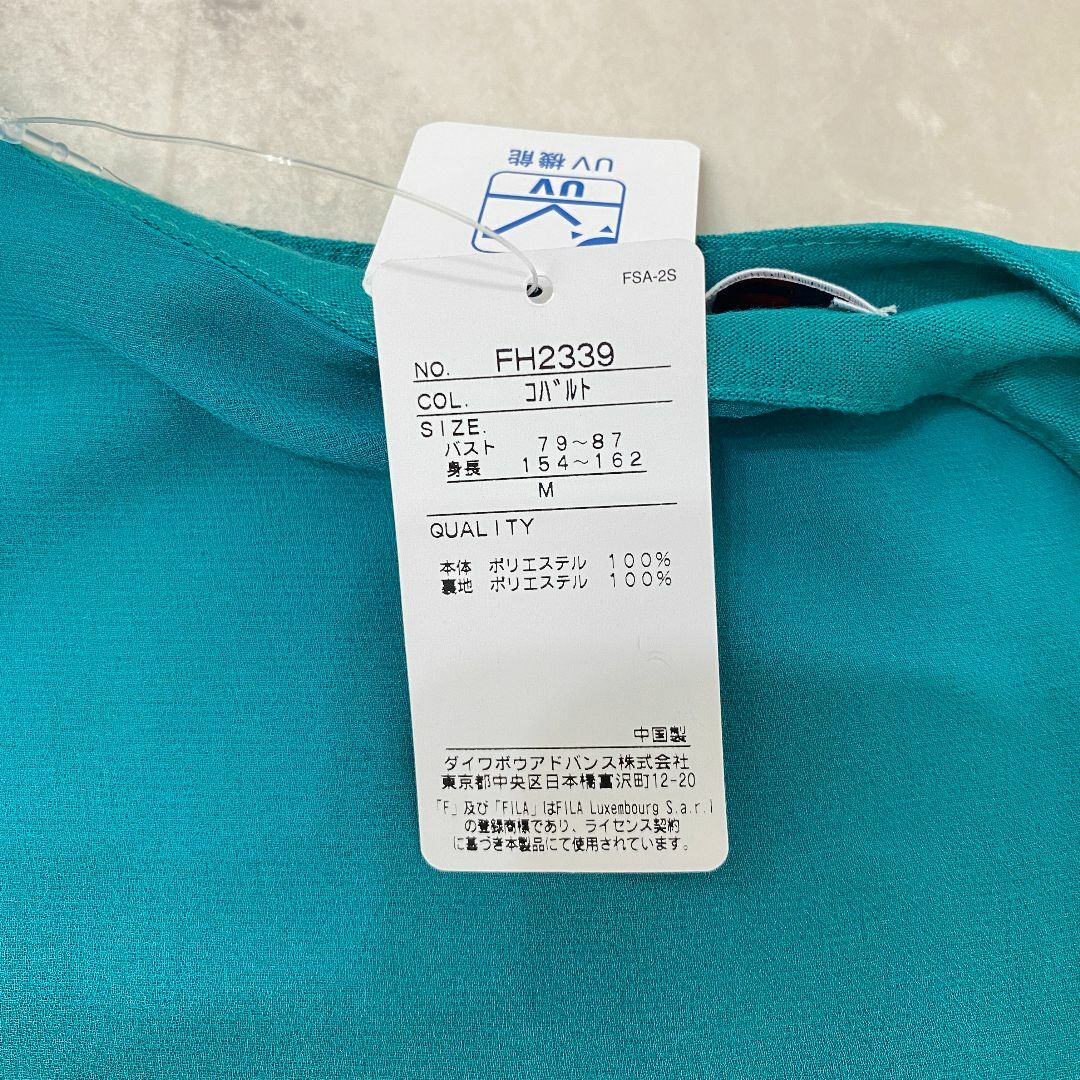 UV機能
UV
FSA-2S
NO. FH2339
COL. コバルト
SIZE.
バスト 79~87
身長 154~162
M
QUALITY
本体 ポリエステル 100%
裏地 ポリエステル 100%
中国製
ダイワボウアドバンス株式会社
東京都中央区日本橋富沢町12-20
「F」及び「FILA」はFILA Luxembourg S.a.r.l
の登録商標であり、ライセンス契約
に基づき本製品にて使用されています。